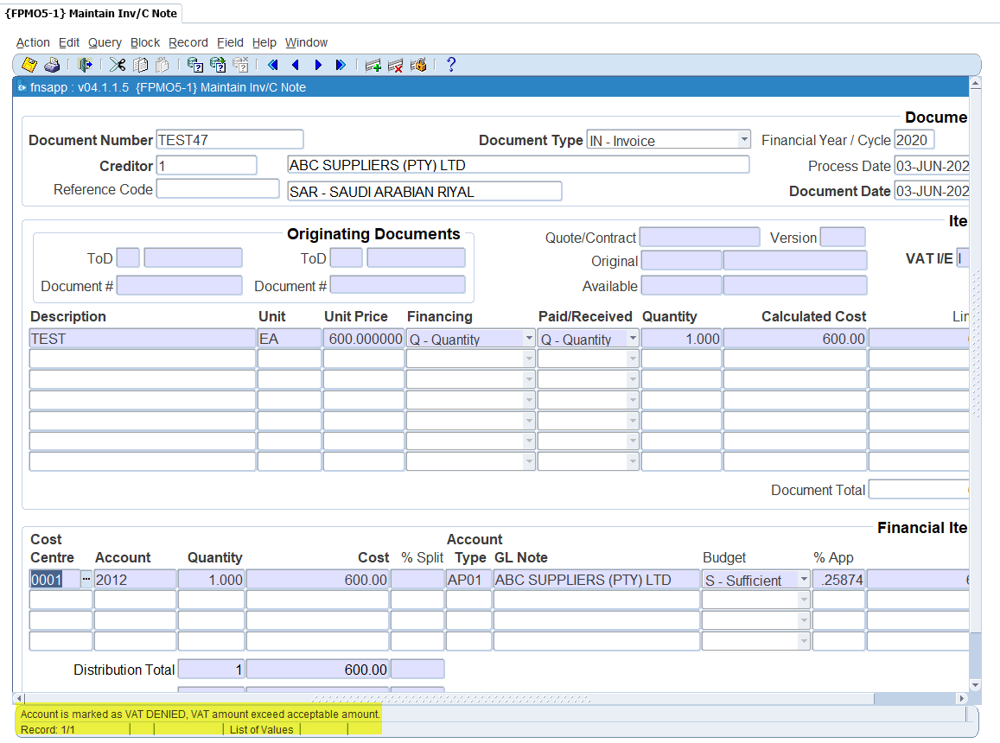 {FPMO5-1} Maintain Inv/C Note
Action Edit Query Block Record Field Help Window
fnsapp : v04.1.1.5 {FPMO5-1} Maintain Inv/C Note
Docume
Document Number TEST47 Document Type IN - Invoice Financial Year / Cycle 2020
Creditor 1 ABC SUPPLIERS (PTY) LTD Process Date 03-JUN-202
Reference Code SAR - SAUDI ARABIAN RIYAL Document Date 03-JUN-202
Ite
Originating Documents Quote/Contract Version
ToD ToD Original VAT I/E I
Document # Document # Available
Description Unit Unit Price Financing Paid/Received Quantity Calculated Cost Lin
TEST EA 600.000000 Q - Quantity Q - Quantity 1.000 600.00
Document Total
Financial Ite
Cost Account
Centre Account Quantity Cost % Split Type GL Note Budget % App
0001 ... 2012 1.000 600.00 AP01 ABC SUPPLIERS (PTY) LTD S - Sufficient .25874
Distribution Total 1 600.00
Account is marked as VAT DENIED, VAT amount exceed acceptable amount.
Record: 1/1 List of Values